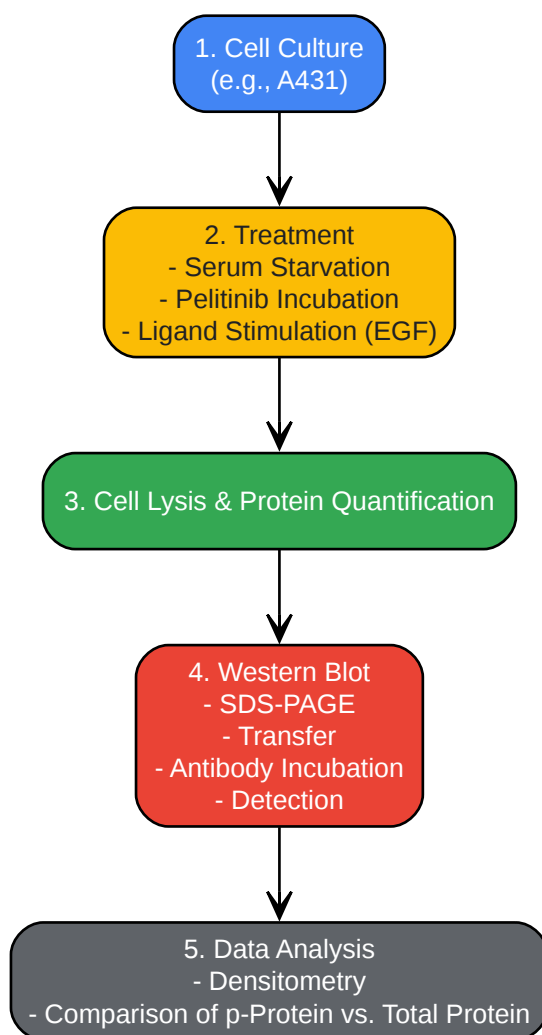 1. Cell Culture
(e.g., A431)
2. Treatment
- Serum Starvation
- Pelitinib Incubation
- Ligand Stimulation (EGF)
3. Cell Lysis & Protein Quantification
4. Western Blot
- SDS-PAGE
- Transfer
- Antibody Incubation
- Detection
5. Data Analysis
- Densitometry
- Comparison of p-Protein vs. Total Protein